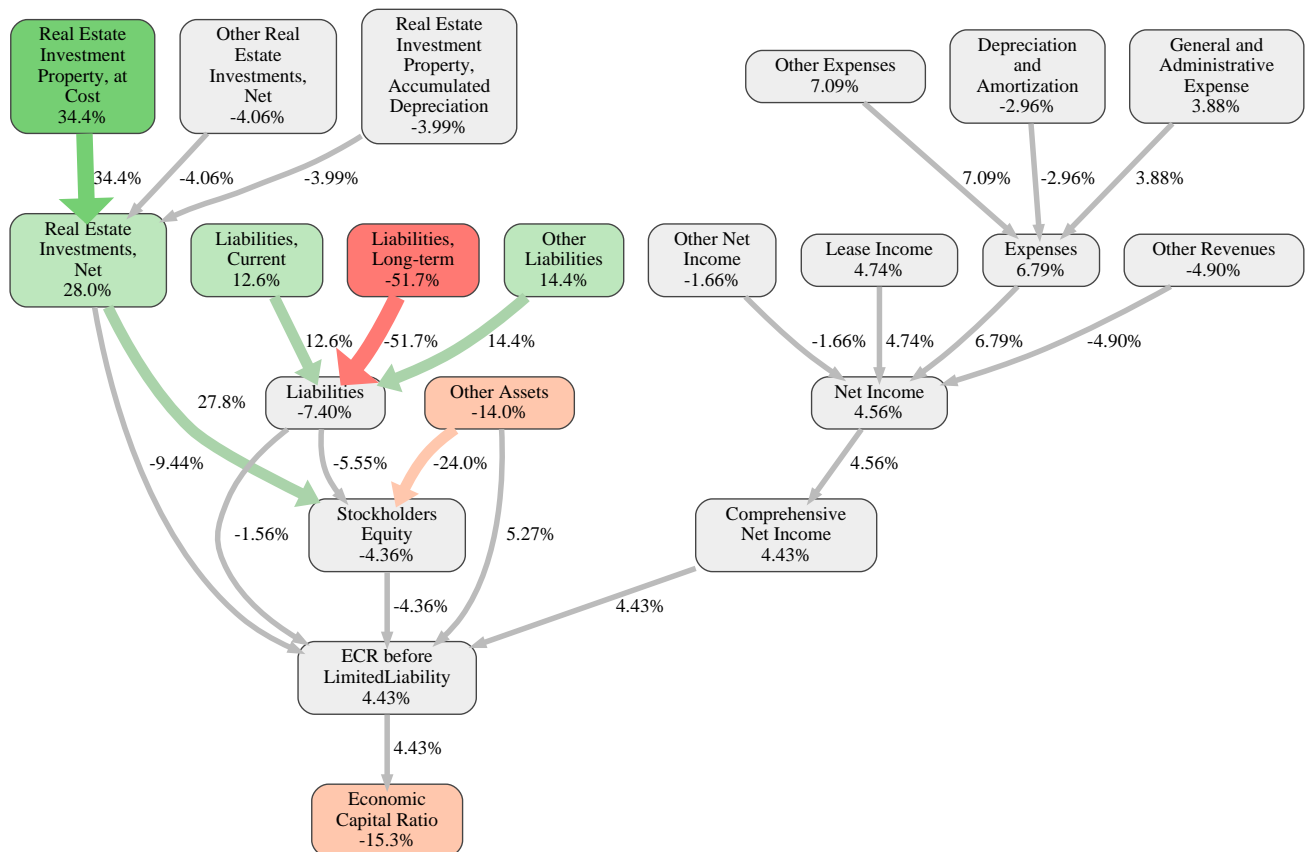 Real Estate
Investment
Property, at
Cost
34.4%
Other Real
Estate
Investments,
Net
-4.06%
Real Estate
Investment
Property,
Accumulated
Depreciation
-3.99%
Other Expenses
7.09%
Depreciation
and
Amortization
-2.96%
General and
Administrative
Expense
3.88%
34.4%
-4.06%
-3.99%
7.09%
-2.96%
3.88%
Real Estate
Investments,
Net
28.0%
Liabilities,
Current
12.6%
Liabilities,
Long-term
-51.7%
Other
Liabilities
14.4%
Other Net
Income
-1.66%
Lease Income
4.74%
Expenses
6.79%
Other Revenues
-4.90%
12.6%
-51.7%
14.4%
-1.66%
4.74%
6.79%
-4.90%
Liabilities
-7.40%
Other Assets
-14.0%
Net Income
4.56%
27.8%
-9.44%
-5.55%
-24.0%
4.56%
-1.56%
Stockholders
Equity
-4.36%
5.27%
Comprehensive
Net Income
4.43%
-4.36%
4.43%
ECR before
LimitedLiability
4.43%
4.43%
Economic
Capital Ratio
-15.3%